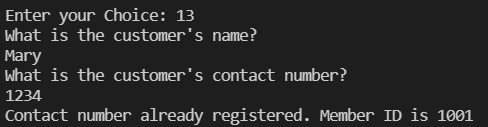 Enter your Choice: 13
What is the customer's name?
Mary
What is the customer's contact number?
1234
Contact number already registered. Member ID is 1001